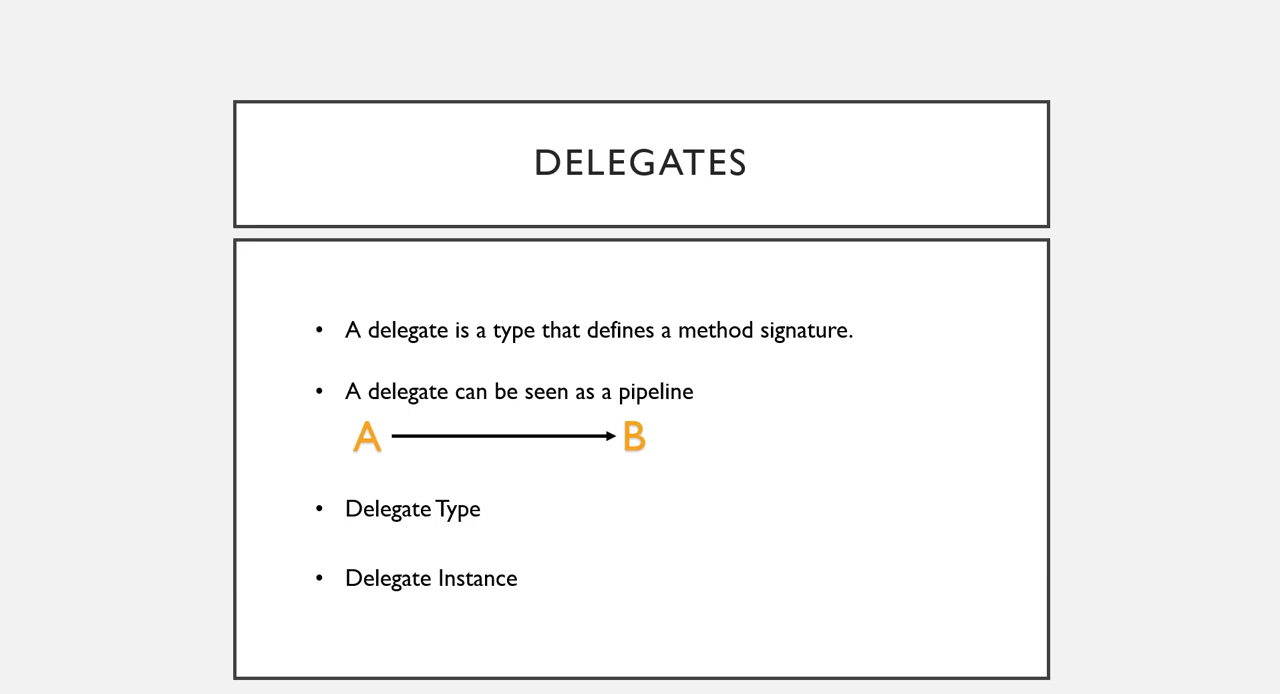 DELEGATES
• A delegate is a type that defines a method signature.
• A delegate can be seen as a pipeline
A B
• Delegate Type
• Delegate Instance